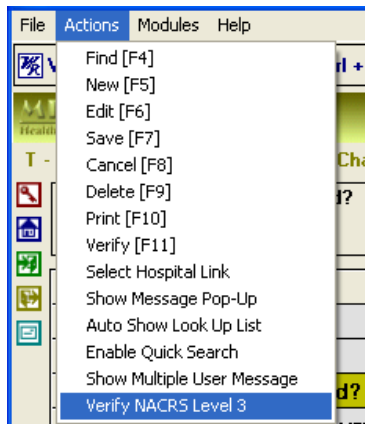 File Actions Modules Help
Find [F4]
rl +
New [F5]
Edit [F6]
Save [F7]
T -
Cancel [F8]
Cha
Delete [F9]
d?
Print [F10]
Verify [F11]
Select Hospital Link
Show Message Pop-Up
Auto Show Look Up List
Enable Quick Search
Show Multiple User Message
d?
Verify NACRS Level 3